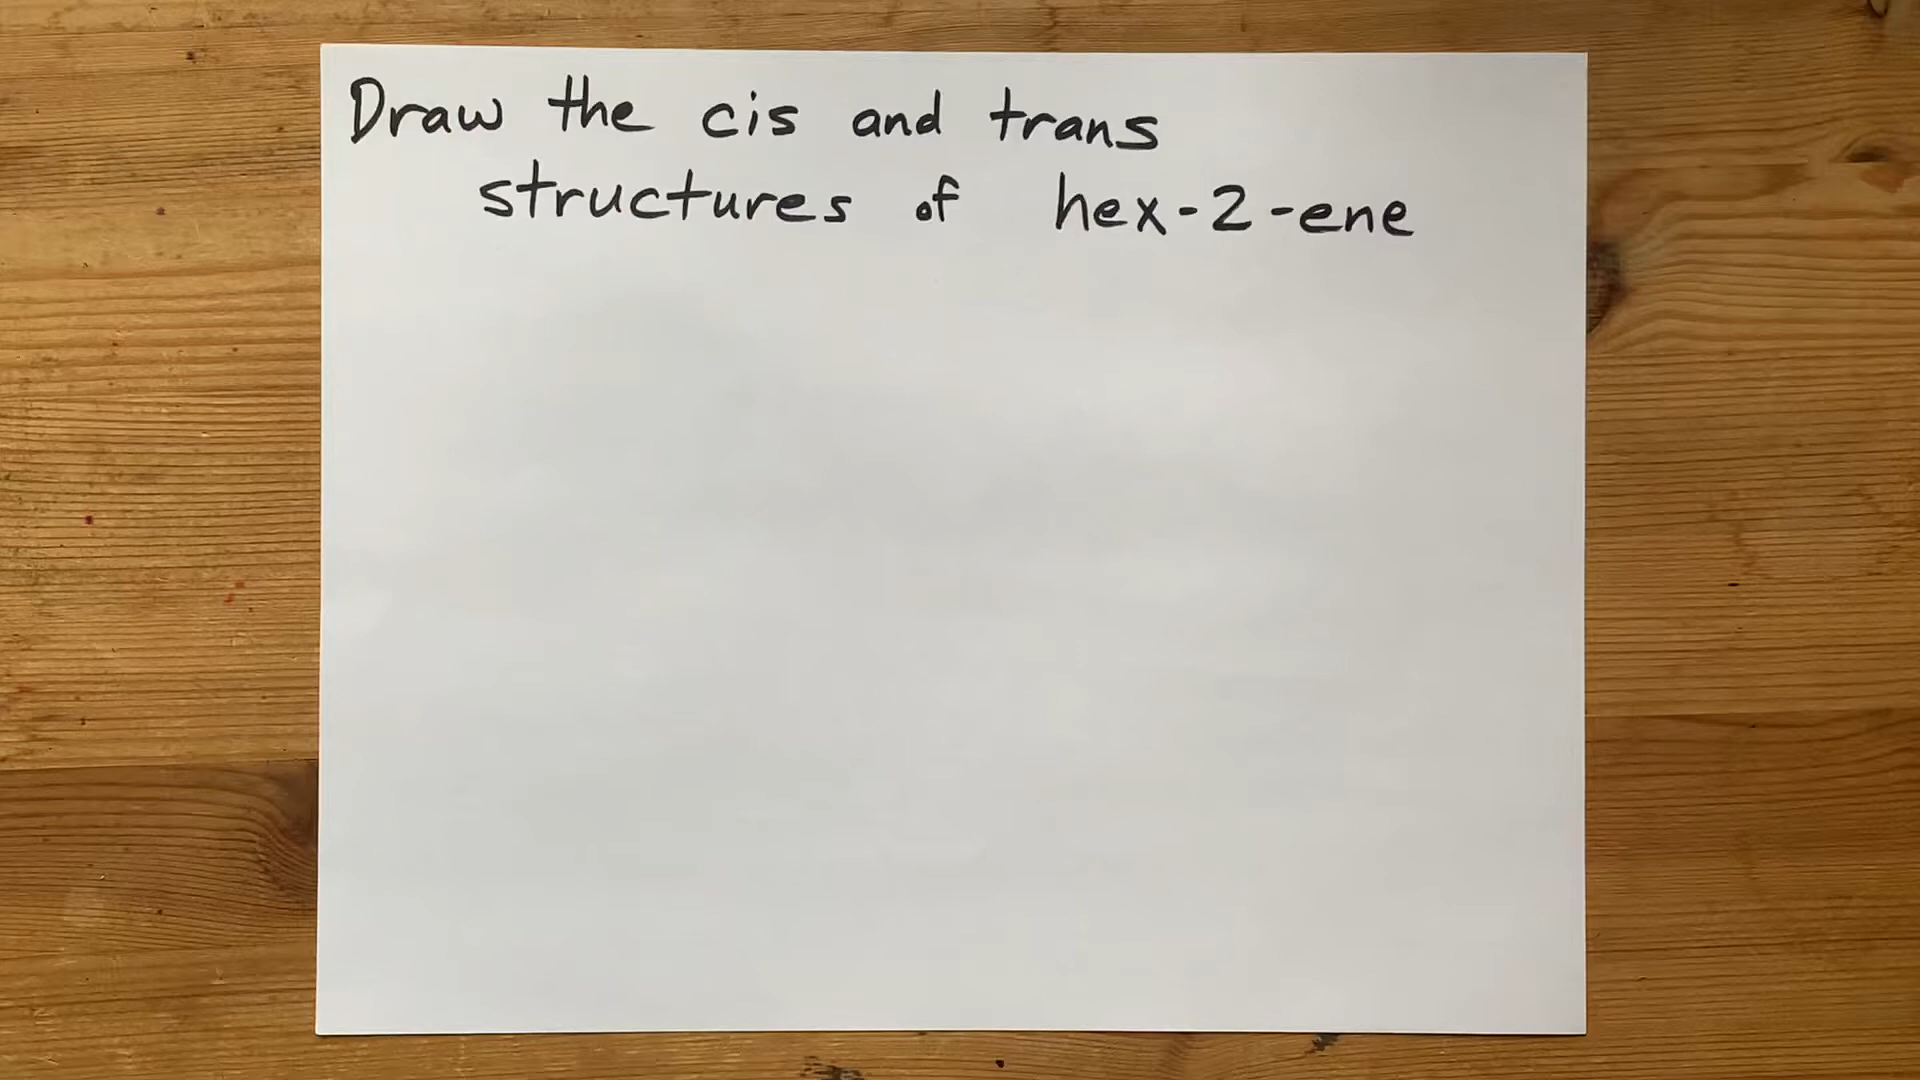 Draw the cis and trans
structures of hex-2-ene